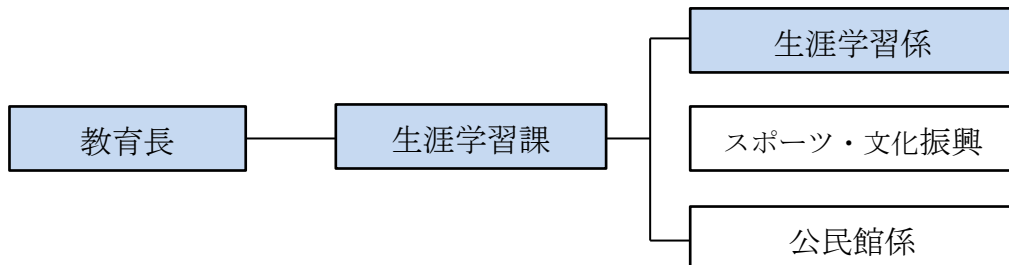 生涯学習係
教育長
生涯学習課
スポーツ・文化振興
公民館係